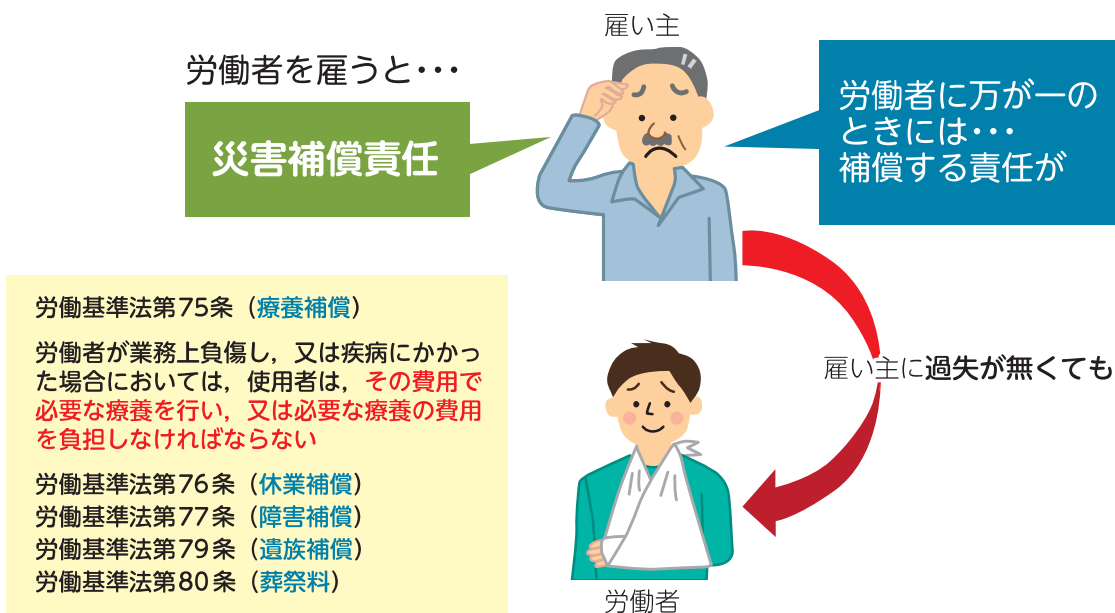 雇い主
労働者を雇うと･･･
災害補償責任
労働者に万が一の
ときには･･･
補償する責任が
雇い主に過失が無くても
労働者
労働基準法第75条（療養補償）
労働者が業務上負傷し，又は疾病にかかっ
た場合においては，使用者は，その費用で
必要な療養を行い，又は必要な療養の費用
を負担しなければならない
労働基準法第76条（休業補償）
労働基準法第77条（障害補償）
労働基準法第79条（遺族補償）
労働基準法第80条（葬祭料）